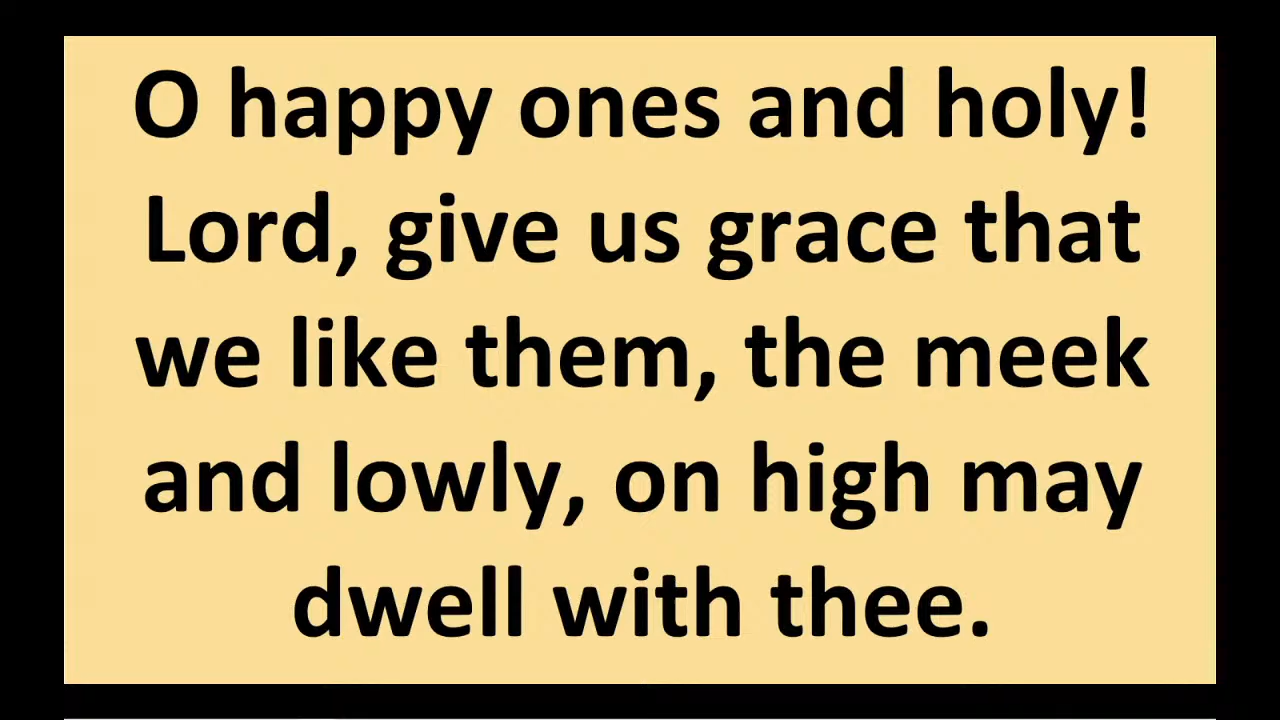 O happy ones and holy!
Lord, give us grace that
we like them, the meek
and lowly, on high may
dwell with thee.